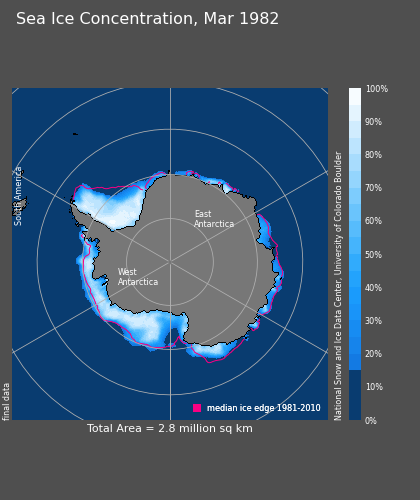 Sea Ice Concentration, Mar 1982
South America
East
Antarctica
West
Antarctica
final data
median ice edge 1981-2010
Total Area = 2.8 million sq km
National Snow and Ice Data Center, University of Colorado Boulder
100%
90%
80%
70%
60%
50%
40%
30%
20%
10%
0%